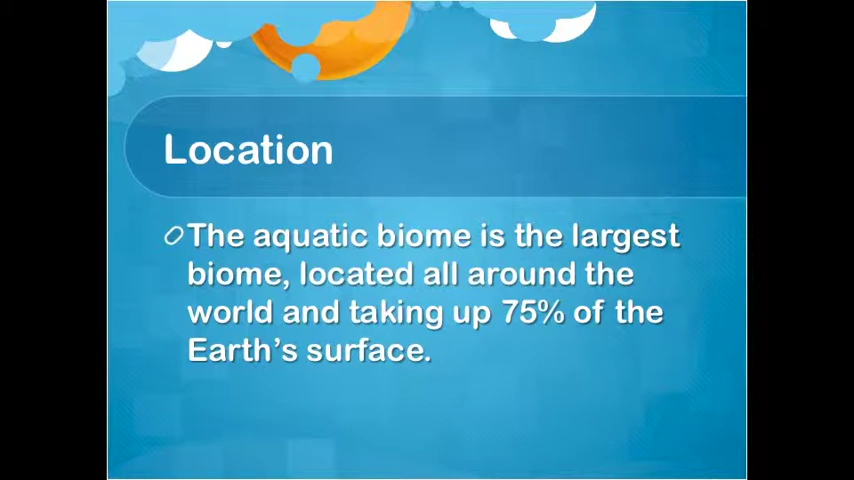 Location
The aquatic biome is the largest
biome, located all around the
world and taking up 75% of the
Earth’s surface.